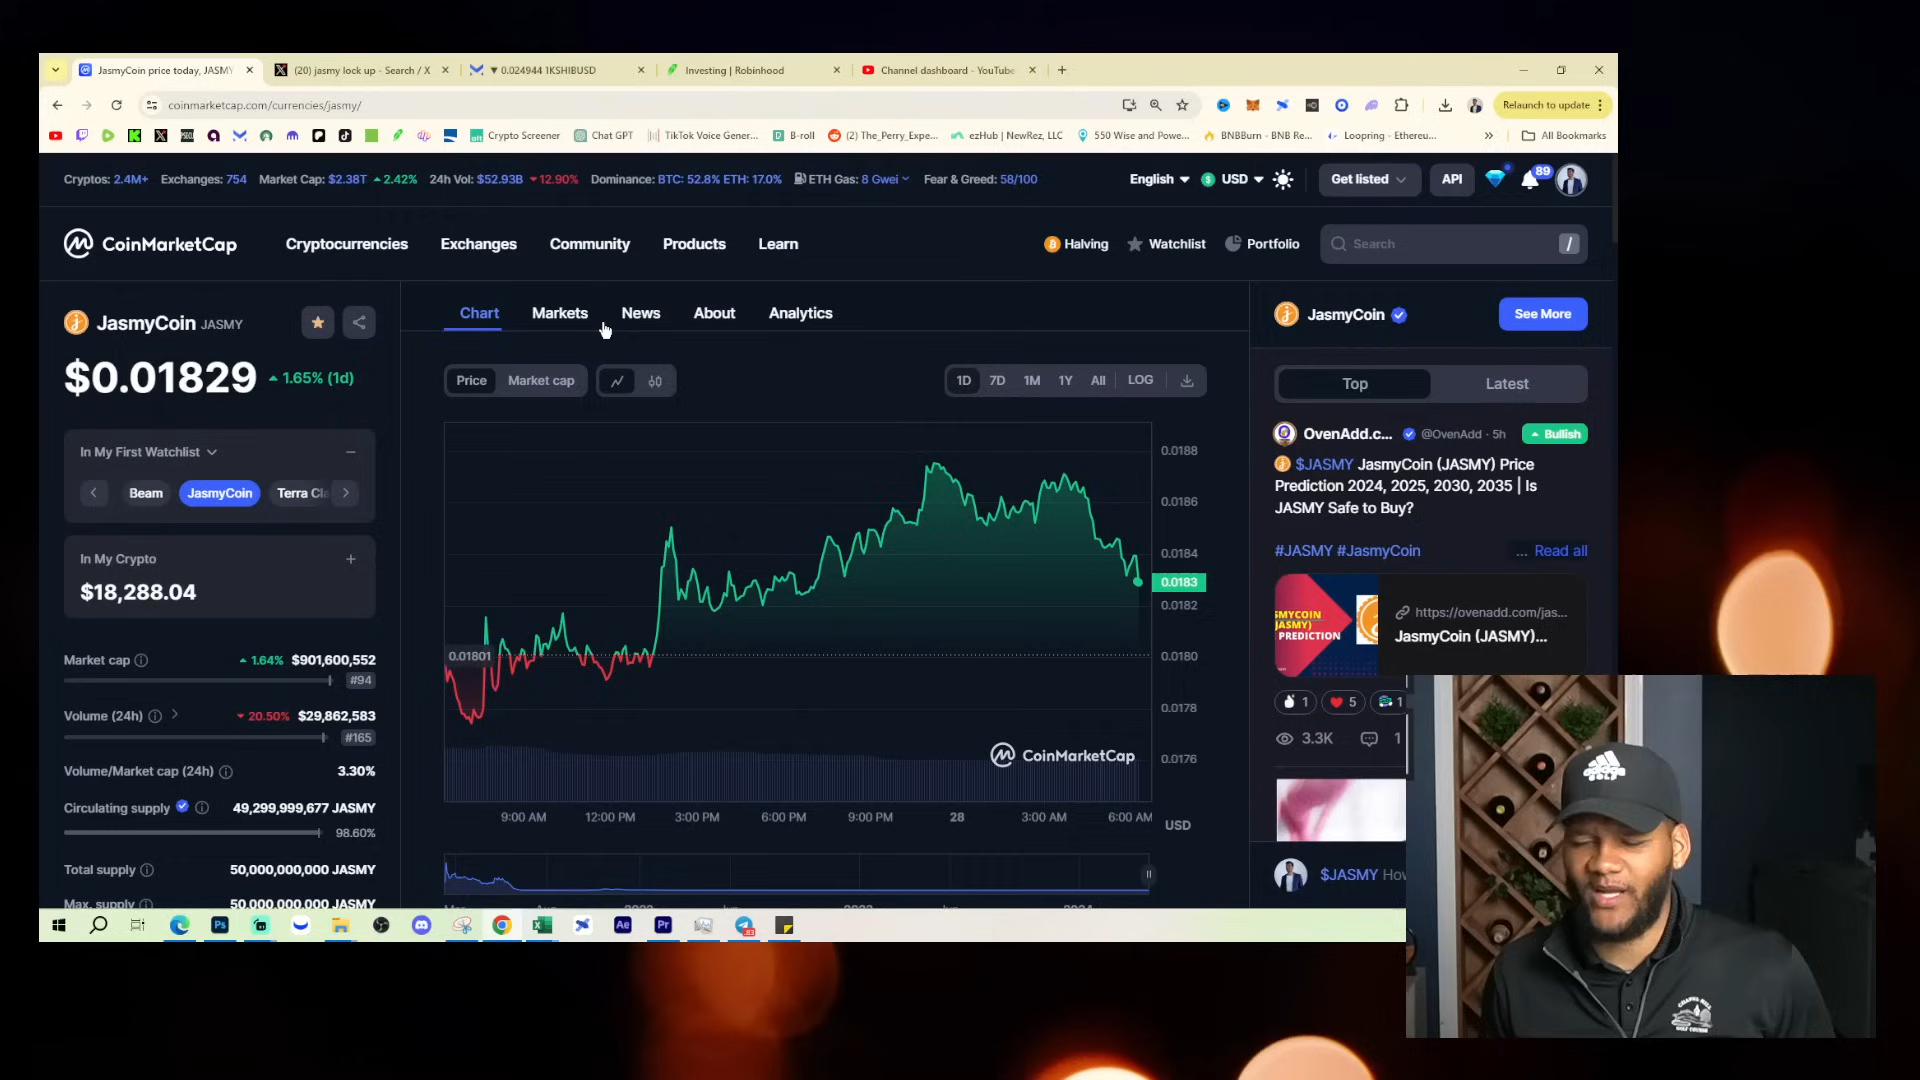 JasmyCoin price today, JASMY
(20) jasmy lock up - Search / X
▼ 0.024944 1KSHIBUSD
Investing | Robinhood
Channel dashboard - YouTube
coinmarketcap.com/currencies/jasmy/
Relaunch to update
Crypto Screener
Chat GPT
TikTok Voice Gener...
B-roll
(2) The_Perry_Expe...
ezHub | NewRez, LLC
550 Wise and Powe...
BNBBurn - BNB Re...
Loopring - Ethereu...
All Bookmarks
Cryptos: 2.4M+ Exchanges: 754 Market Cap: $2.38T 2.42% 24h Vol: $52.93B 12.90% Dominance: BTC: 52.8% ETH: 17.0% ETH Gas: 8 Gwei Fear & Greed: 58/100
English USD Get listed API 89
CoinMarketCap Cryptocurrencies Exchanges Community Products Learn
Halving Watchlist Portfolio Search /
JasmyCoin JASMY
$0.01829 1.65% (1d)
In My First Watchlist
Beam JasmyCoin Terra Cla
In My Crypto
$18,288.04
Market cap 1.64% $901,600,552
#94
Volume (24h) 20.50% $29,862,583
#165
Volume/Market cap (24h) 3.30%
Circulating supply 49,299,999,677 JASMY
98.60%
Total supply 50,000,000,000 JASMY
Max. supply 50,000,000,000 JASMY
Chart Markets News About Analytics
Price Market cap
1D 7D 1M 1Y All LOG
0.0188
0.0186
0.0184
0.0183
0.0182
0.01801
0.0180
0.0178
0.0176
CoinMarketCap
9:00 AM 12:00 PM 3:00 PM 6:00 PM 9:00 PM 28 3:00 AM 6:00 AM
USD
JasmyCoin See More
Top Latest
OvenAdd.c... @OvenAdd · 5h Bullish
$JASMY JasmyCoin (JASMY) Price
Prediction 2024, 2025, 2030, 2035 | Is
JASMY Safe to Buy?
#JASMY #JasmyCoin ... Read all
SMYCOIN
JASMY)
PREDICTION
https://ovenadd.com/jas...
JasmyCoin (JASMY)...
1 5 1
3.3K 1
$JASMY How
adidas
GOLF